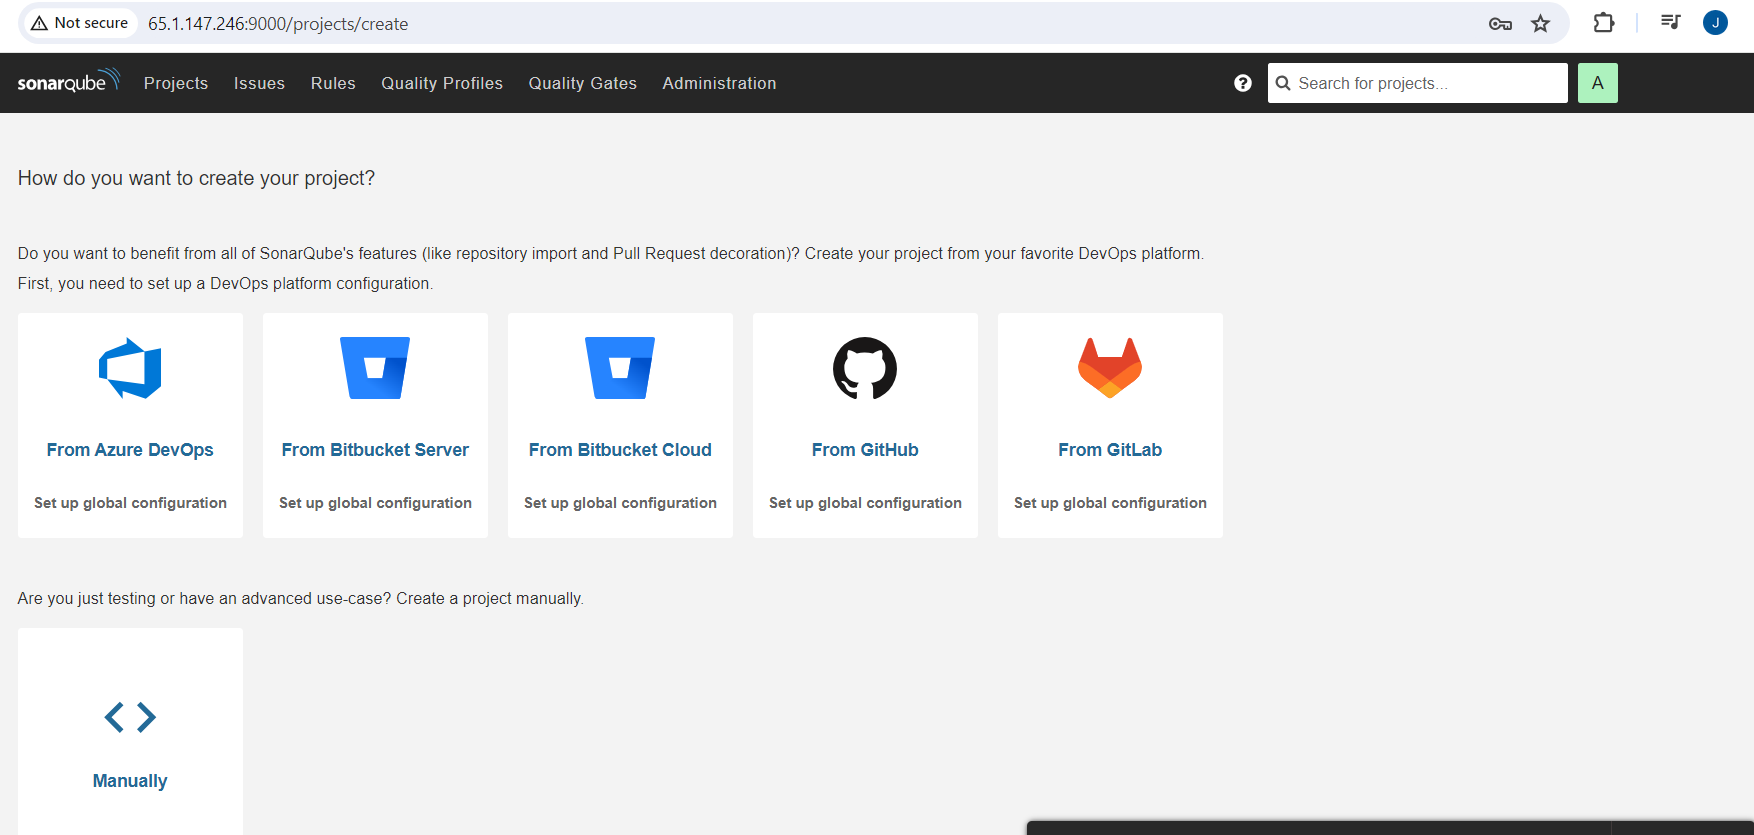 Not secure 65.1.147.246:9000/projects/create J
sonarqube Projects Issues Rules Quality Profiles Quality Gates Administration ? Search for projects... A
How do you want to create your project?
Do you want to benefit from all of SonarQube's features (like repository import and Pull Request decoration)? Create your project from your favorite DevOps platform.
First, you need to set up a DevOps platform configuration.
From Azure DevOps From Bitbucket Server From Bitbucket Cloud From GitHub From GitLab
Set up global configuration Set up global configuration Set up global configuration Set up global configuration Set up global configuration
Are you just testing or have an advanced use-case? Create a project manually.
Manually